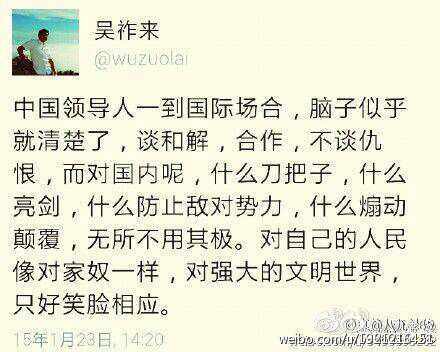 吴祚来
@wuzuolai
中国领导人一到国际场合，脑子似乎
就清楚了，谈和解，合作，不谈仇
恨，而对国内呢，什么刀把子，什么
亮剑，什么防止敌对势力，什么煽动
颠覆，无所不用其极。对自己的人民
像对家奴一样，对强大的文明世界，
只好笑脸相应。
15年1月23日, 14:20